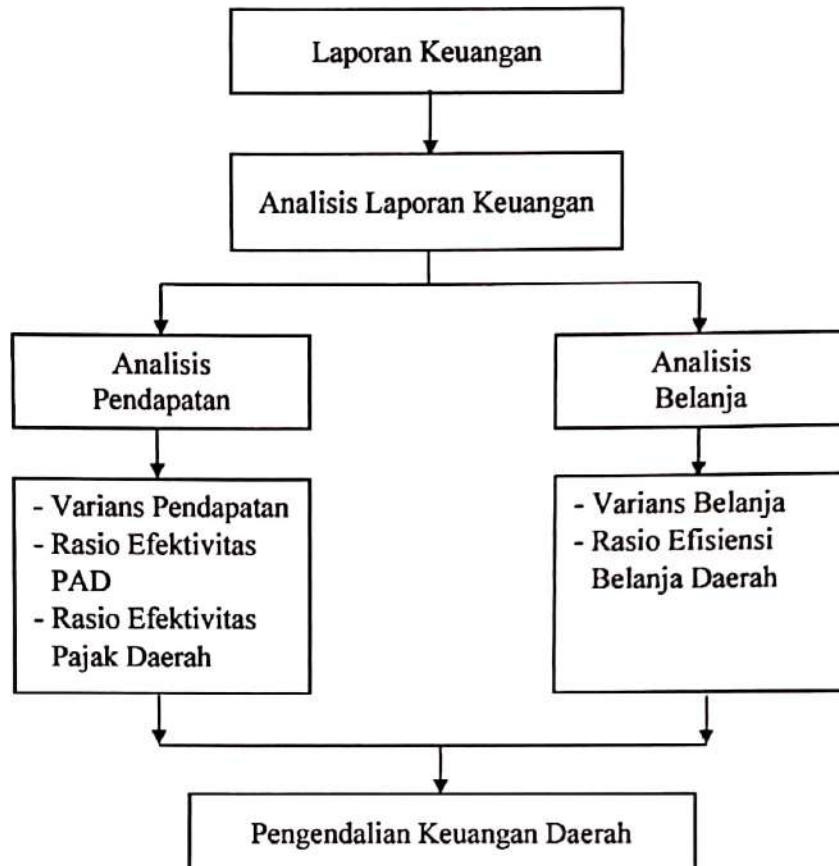 Laporan Keuangan
Analisis Laporan Keuangan
Analisis
Pendapatan
Analisis
Belanja
- Varians Pendapatan
- Rasio Efektivitas
PAD
- Rasio Efektivitas
Pajak Daerah
- Varians Belanja
- Rasio Efisiensi
Belanja Daerah
Pengendalian Keuangan Daerah